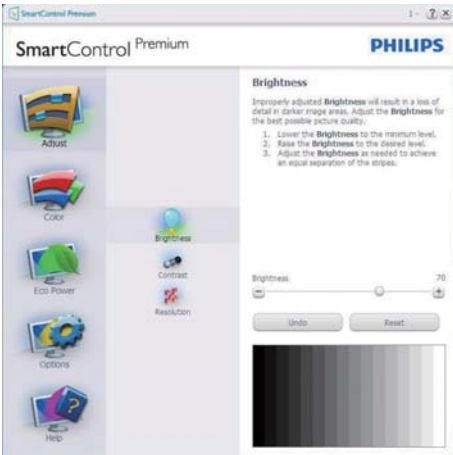 SmartControl Premium
1 - ? X
SmartControl Premium
PHILIPS
Adjust
Color
Eco Power
Options
Help
Brightness
Contrast
Resolution
Brightness
Improperly adjusted Brightness will result in a loss of
detail in darker image areas. Adjust the Brightness for
the best possible picture quality.
1. Lower the Brightness to the minimum level.
2. Raise the Brightness to the desired level.
3. Adjust the Brightness as needed to achieve
an equal separation of the stripes.
Brightness 70
Undo Reset